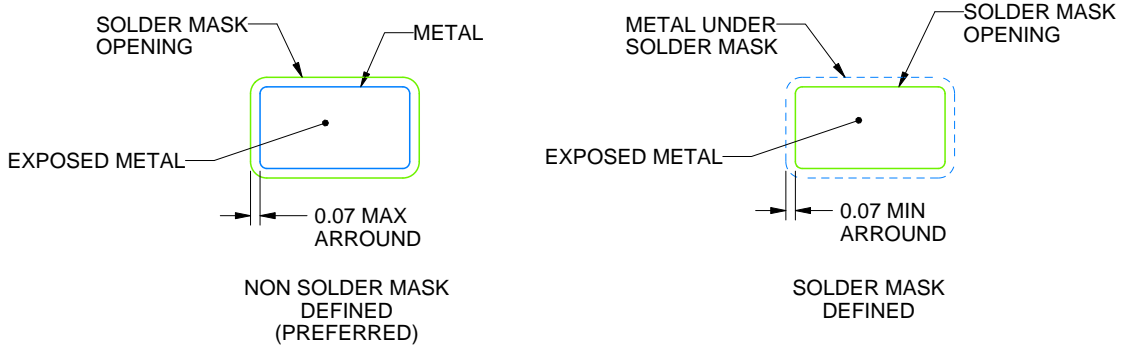 SOLDER MASK
OPENING
METAL
EXPOSED METAL
0.07 MAX
ARROUND
NON SOLDER MASK
DEFINED
(PREFERRED)
METAL UNDER
SOLDER MASK
SOLDER MASK
OPENING
EXPOSED METAL
0.07 MIN
ARROUND
SOLDER MASK
DEFINED